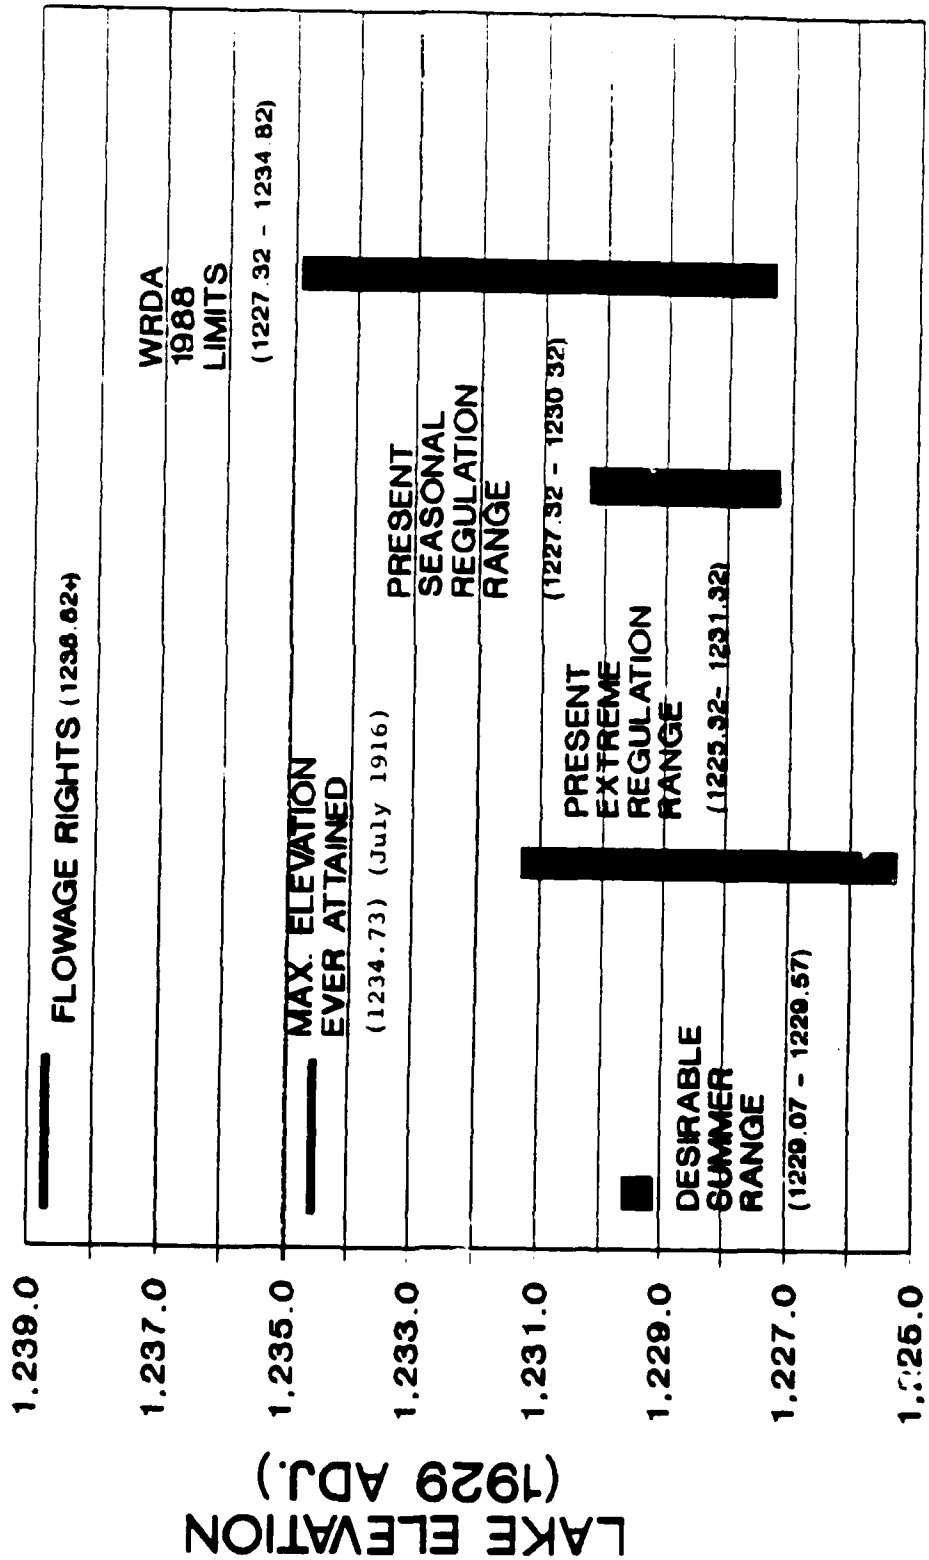 LAKE ELEVATION
(1929 ADJ.)
1,239.0
1,237.0
1,235.0
1,233.0
1,231.0
1,229.0
1,227.0
FLOWAGE RIGHTS (1238.82+)
MAX. ELEVATION
EVER ATTAINED
(1234.73) (July 1916)
DESIRABLE
SUMMER
RANGE
(1229.07 - 1229.57)
PRESENT
EXTREME
REGULATION
RANGE
(1225.32- 1231.32)
PRESENT
SEASONAL
REGULATION
RANGE
(1227.32 - 1230 32)
WRDA
1988
LIMITS
(1227.32 - 1234.82)